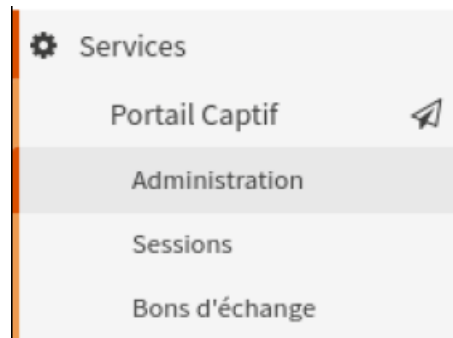 Services
Portail Captif
Administration
Sessions
Bons d'échange